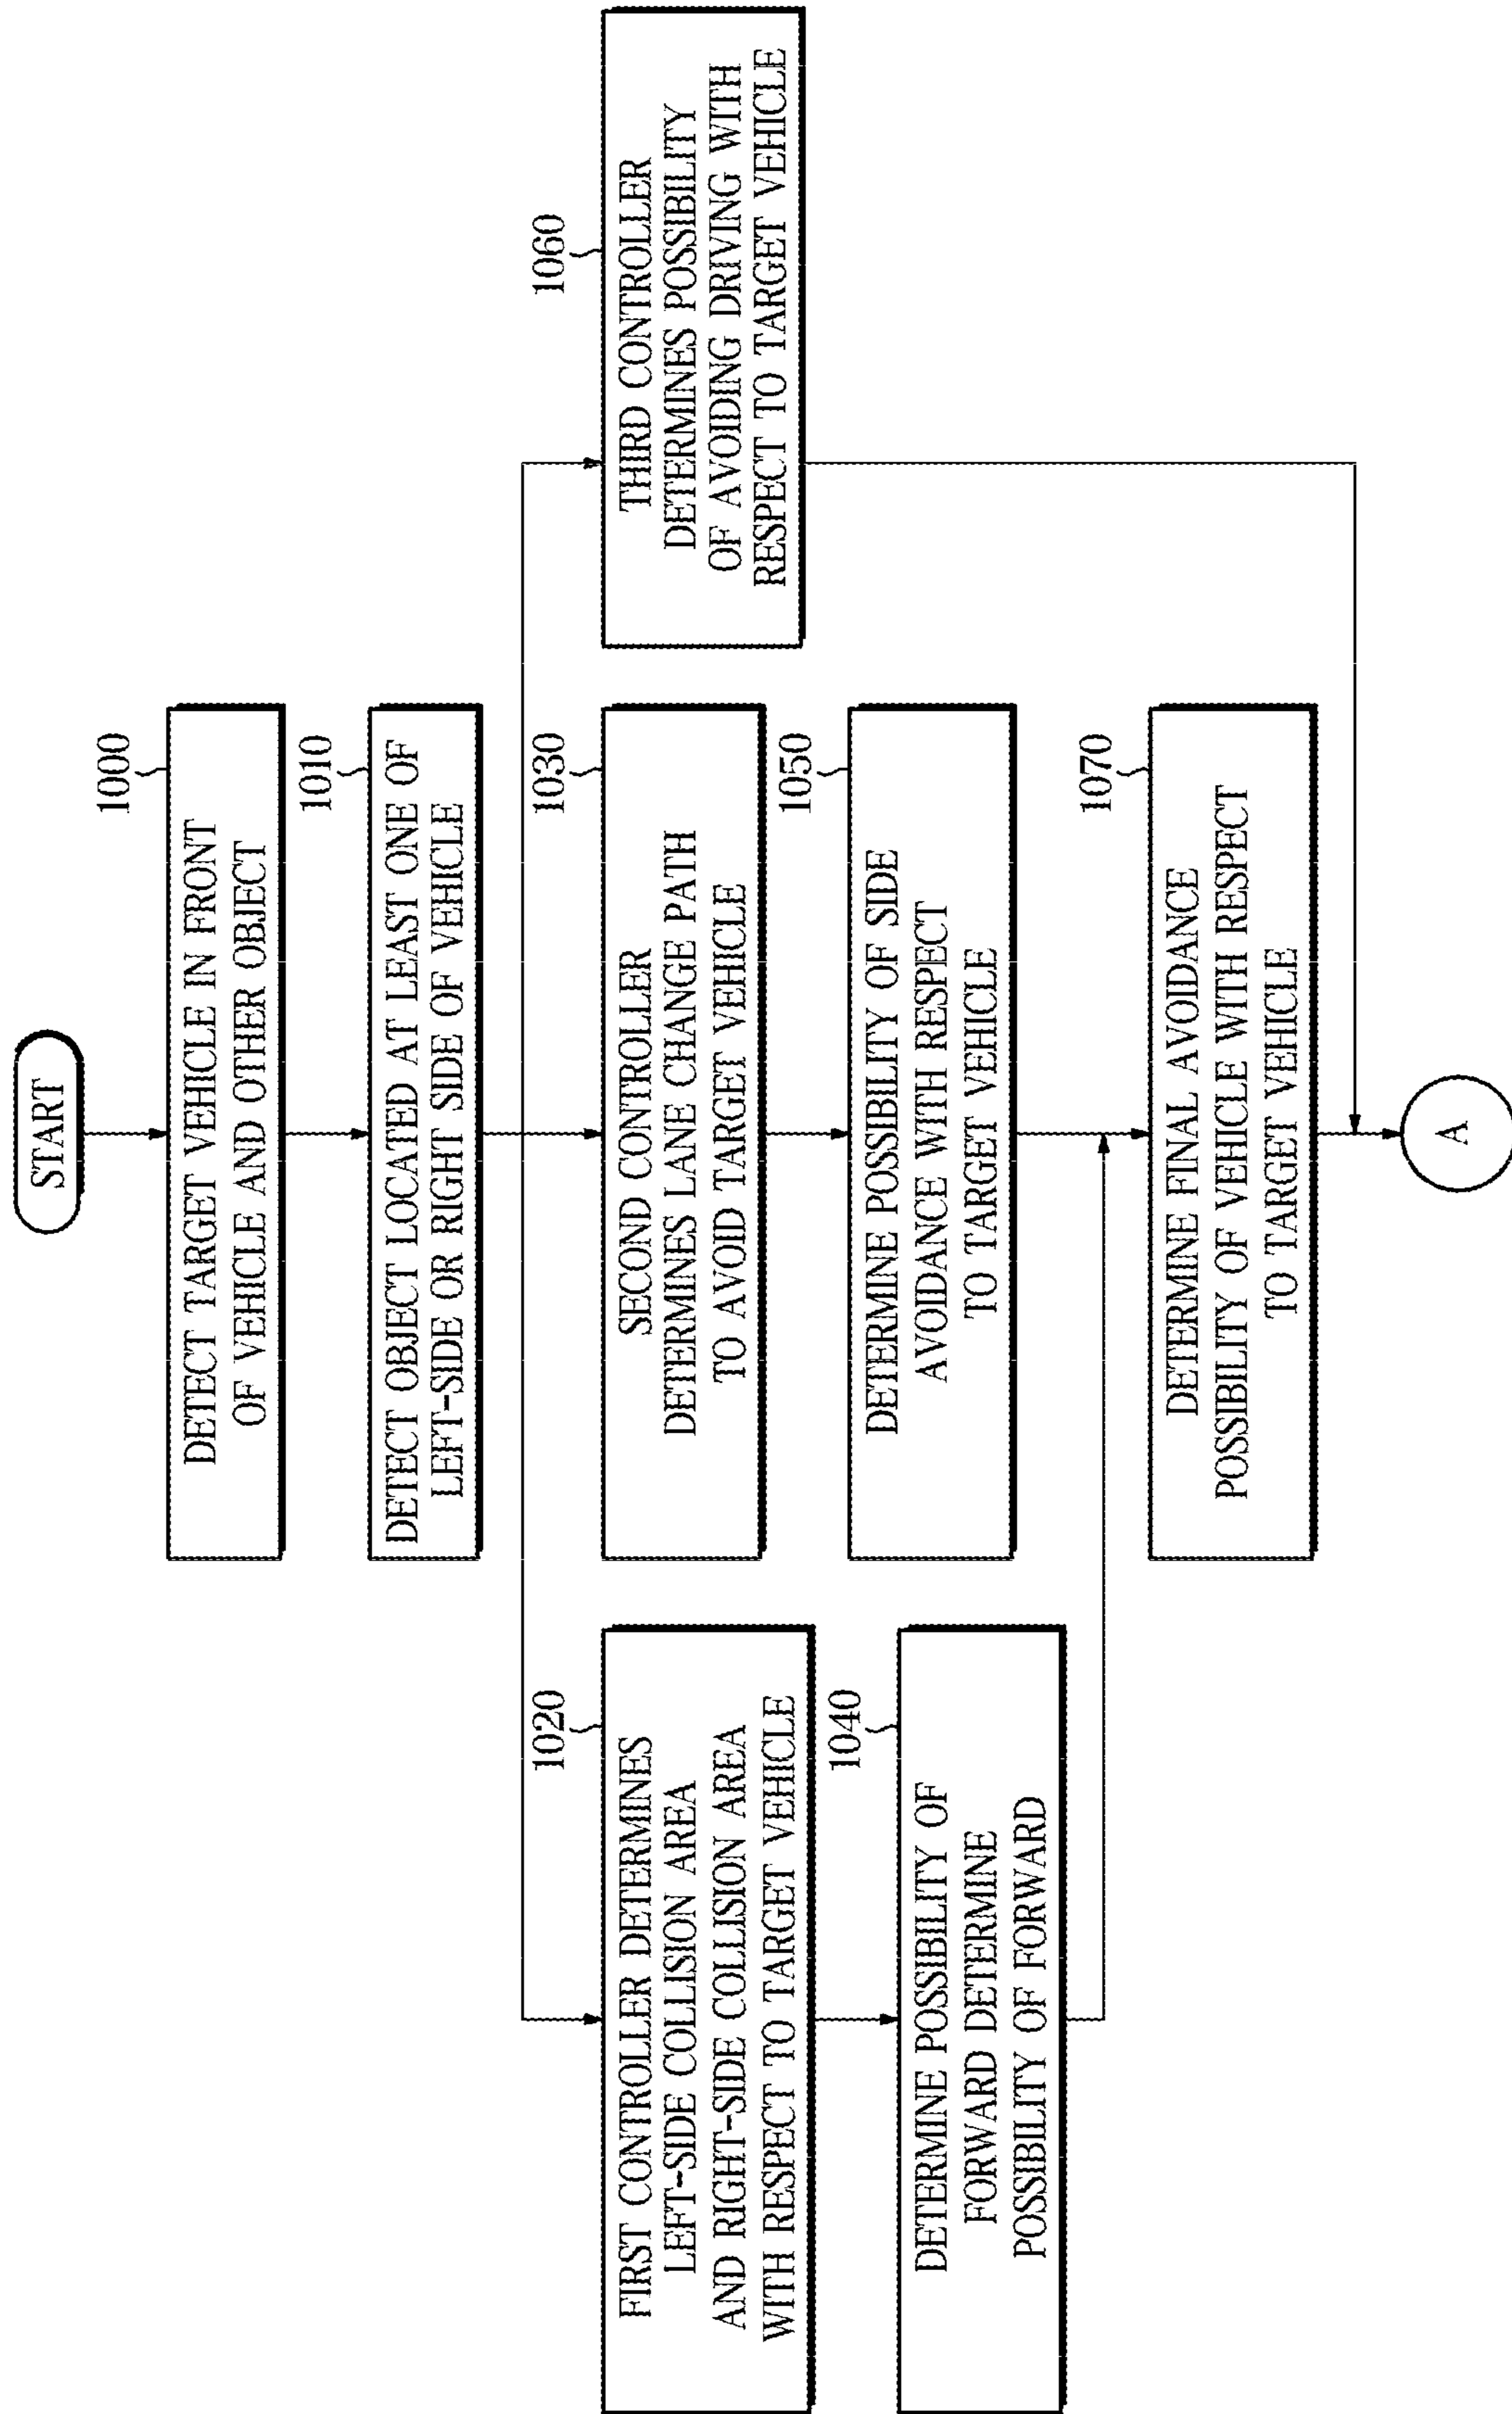 START
1000
DETECT TARGET VEHICLE IN FRONT
OF VEHICLE AND OTHER OBJECT
1010
DETECT OBJECT LOCATED AT LEAST ONE OF
LEFT-SIDE OR RIGHT SIDE OF VEHICLE
1020
FIRST CONTROLLER DETERMINES
LEFT-SIDE COLLISION AREA
AND RIGHT-SIDE COLLISION AREA
WITH RESPECT TO TARGET VEHICLE
1030
SECOND CONTROLLER
DETERMINES LANE CHANGE PATH
TO AVOID TARGET VEHICLE
1060
THIRD CONTROLLER
DETERMINES POSSIBILITY
OF AVOIDING DRIVING WITH
RESPECT TO TARGET VEHICLE
1040
DETERMINE POSSIBILITY OF
FORWARD DETERMINE
POSSIBILITY OF FORWARD
1050
DETERMINE POSSIBILITY OF SIDE
AVOIDANCE WITH RESPECT
TO TARGET VEHICLE
1070
DETERMINE FINAL AVOIDANCE
POSSIBILITY OF VEHICLE WITH RESPECT
TO TARGET VEHICLE
A